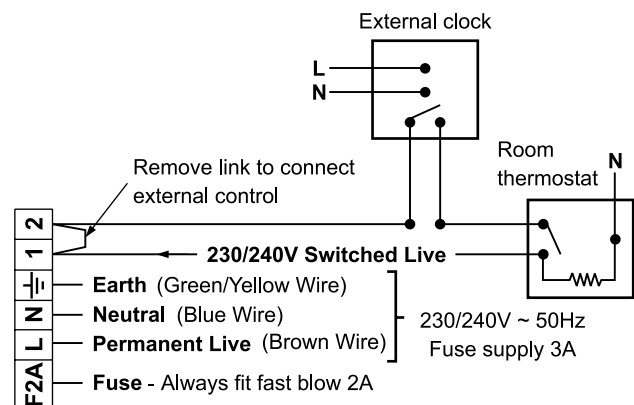 External clock
L
N
Room
thermostat
N
Remove link to connect
external control
2
1
230/240V Switched Live
Earth (Green/Yellow Wire)
N
Neutral (Blue Wire)
L
Permanent Live (Brown Wire)
230/240V ~ 50Hz
Fuse supply 3A
F2A
Fuse - Always fit fast blow 2A